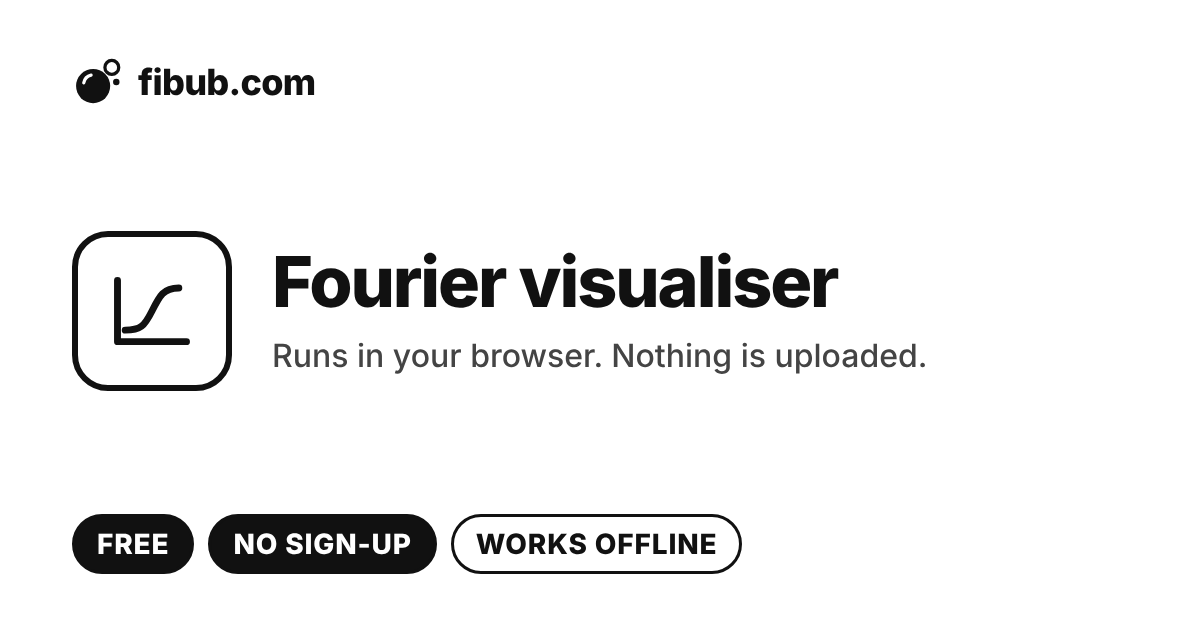 fibub.com
Fourier visualiser
Runs in your browser. Nothing is uploaded.
FREE
NO SIGN-UP
WORKS OFFLINE